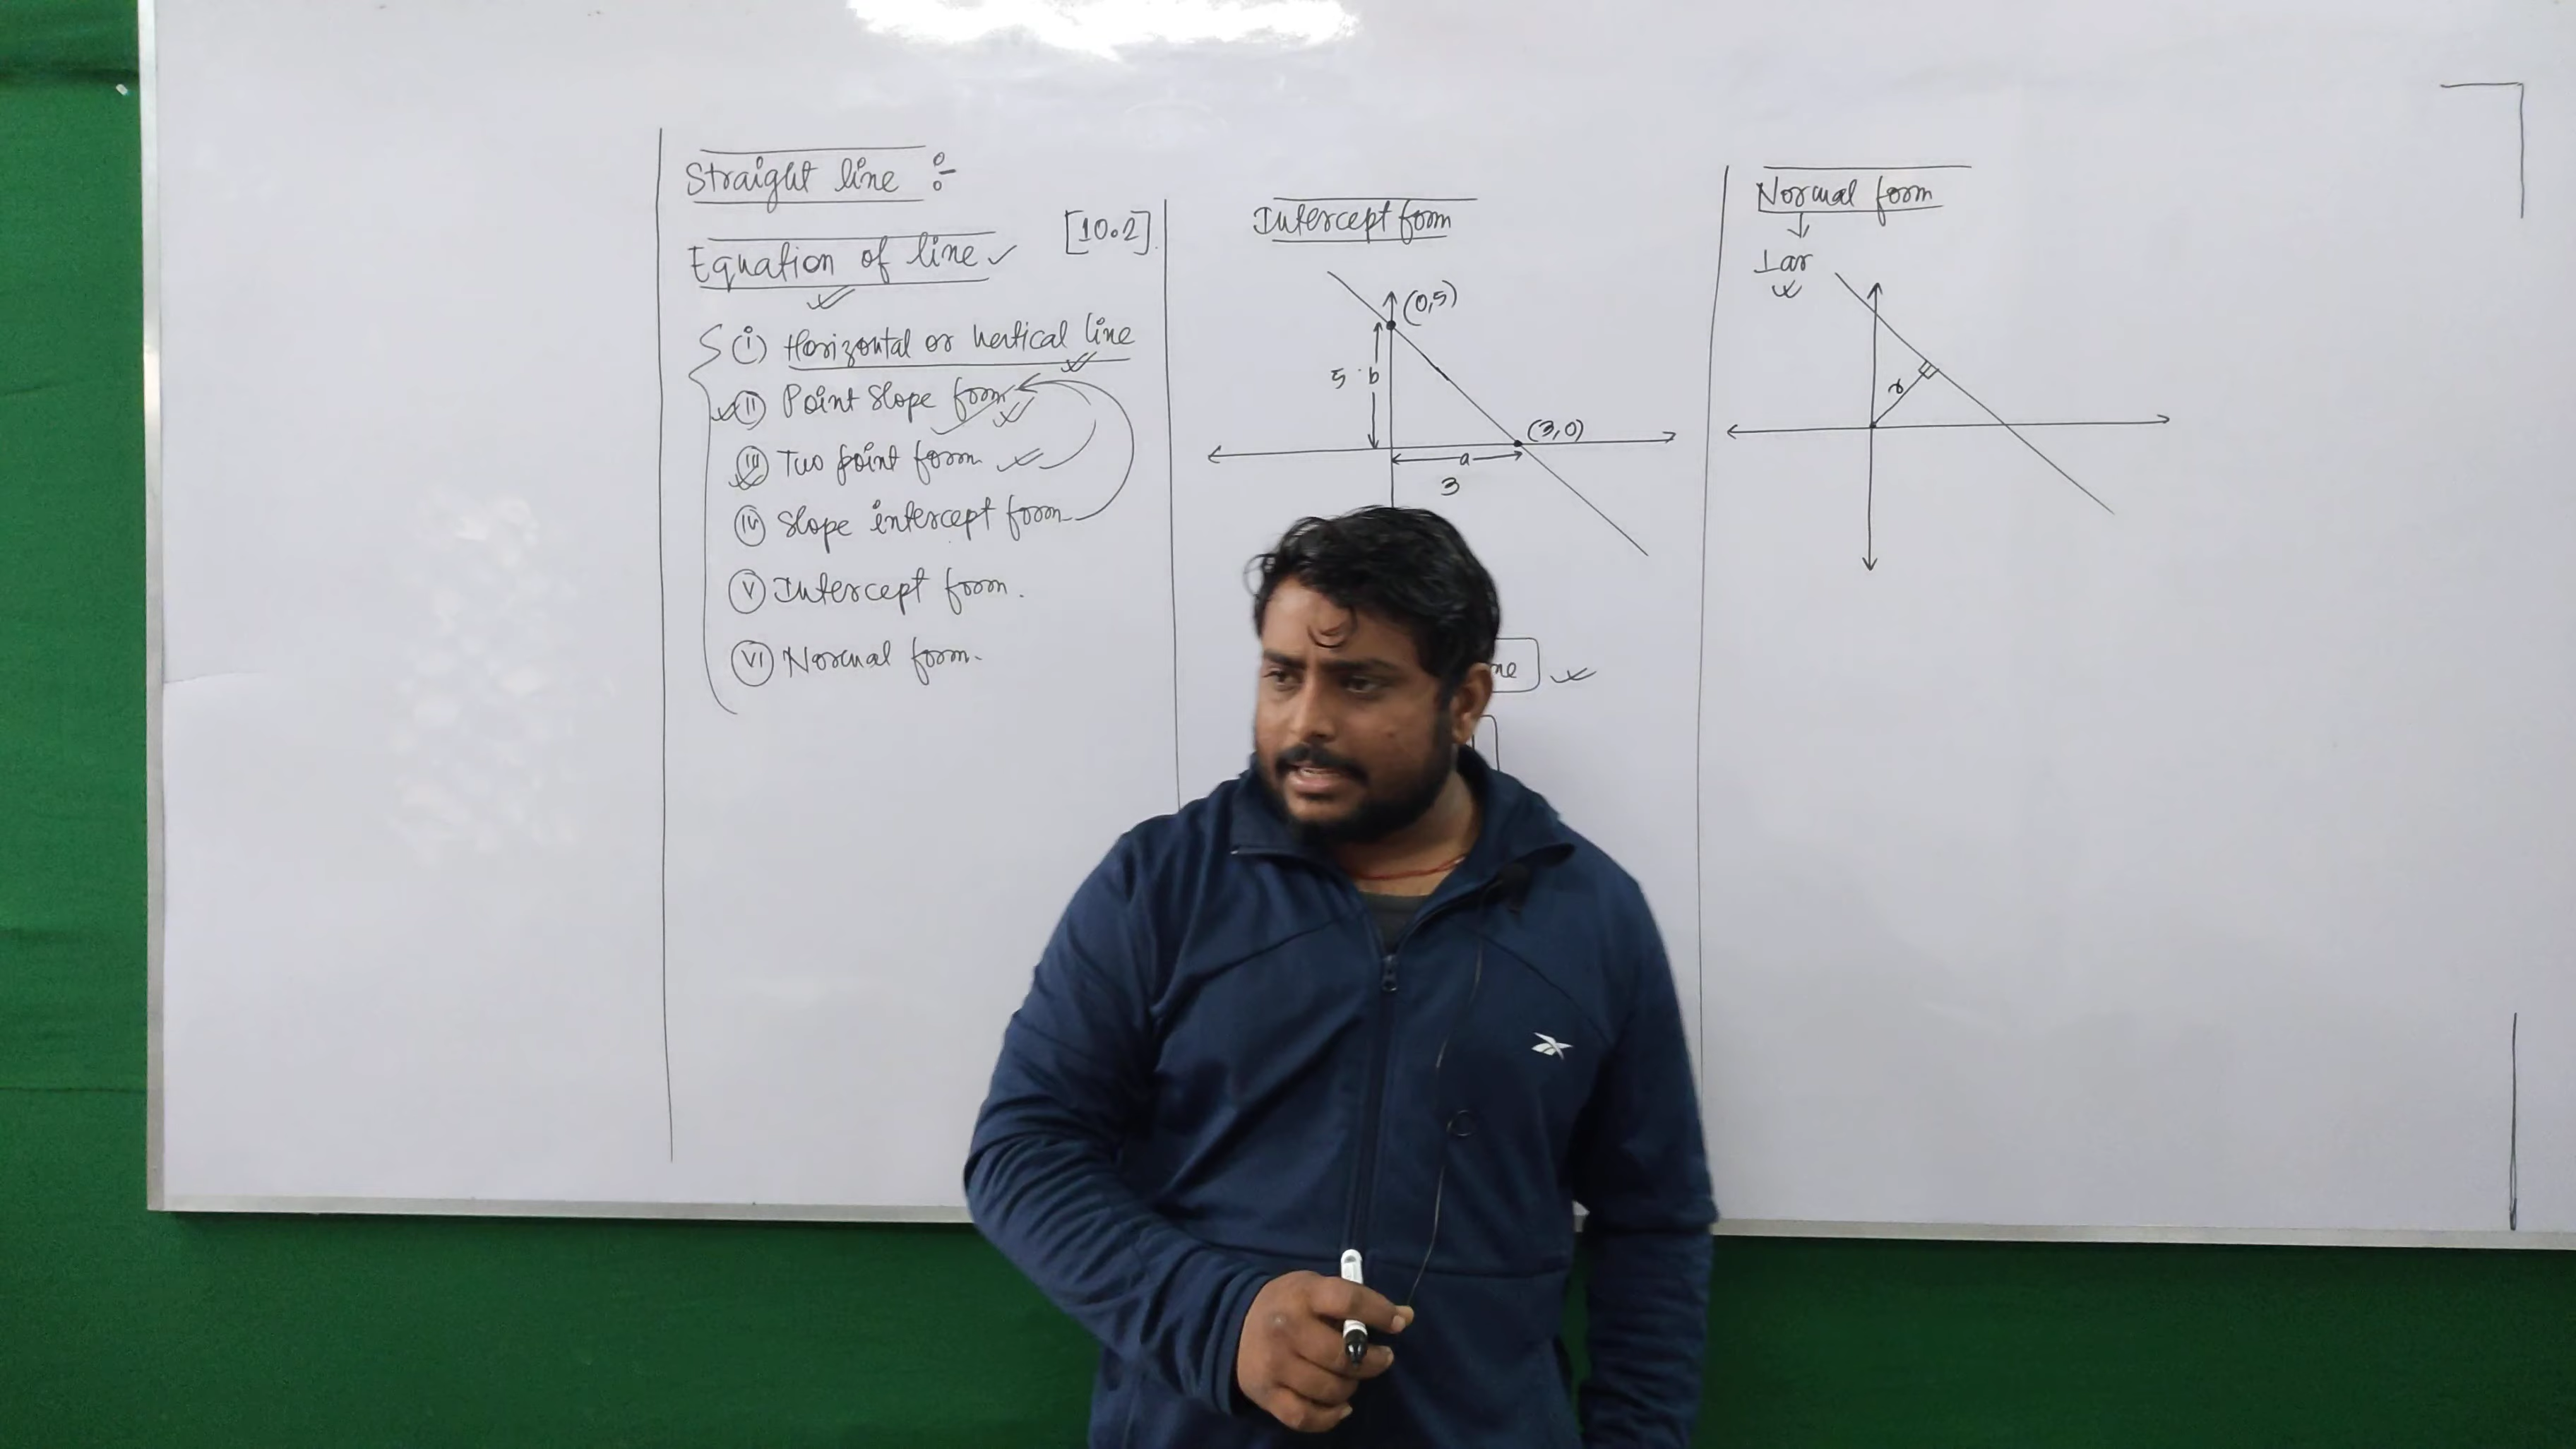 Straight line ÷
Equation of line ✓ [10.2]
(i) Horizontal or Vertical line
(ii) Point slope form
(iii) Two point form
(iv) Slope intercept form
(v) Intercept form.
(vi) Normal form.
Intercept form
(0,5)
5 b
(3,0)
a
3
Normal form
↓
⊥ar
r